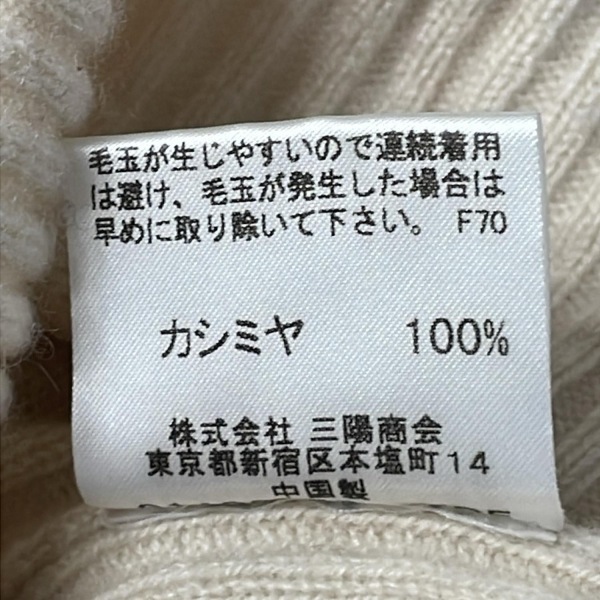 毛玉が生じやすいので連続着用
は避け、毛玉が発生した場合は
早めに取り除いて下さい。 F70
カシミヤ 100%
株式会社 三陽商会
東京都新宿区本塩町14
中国製